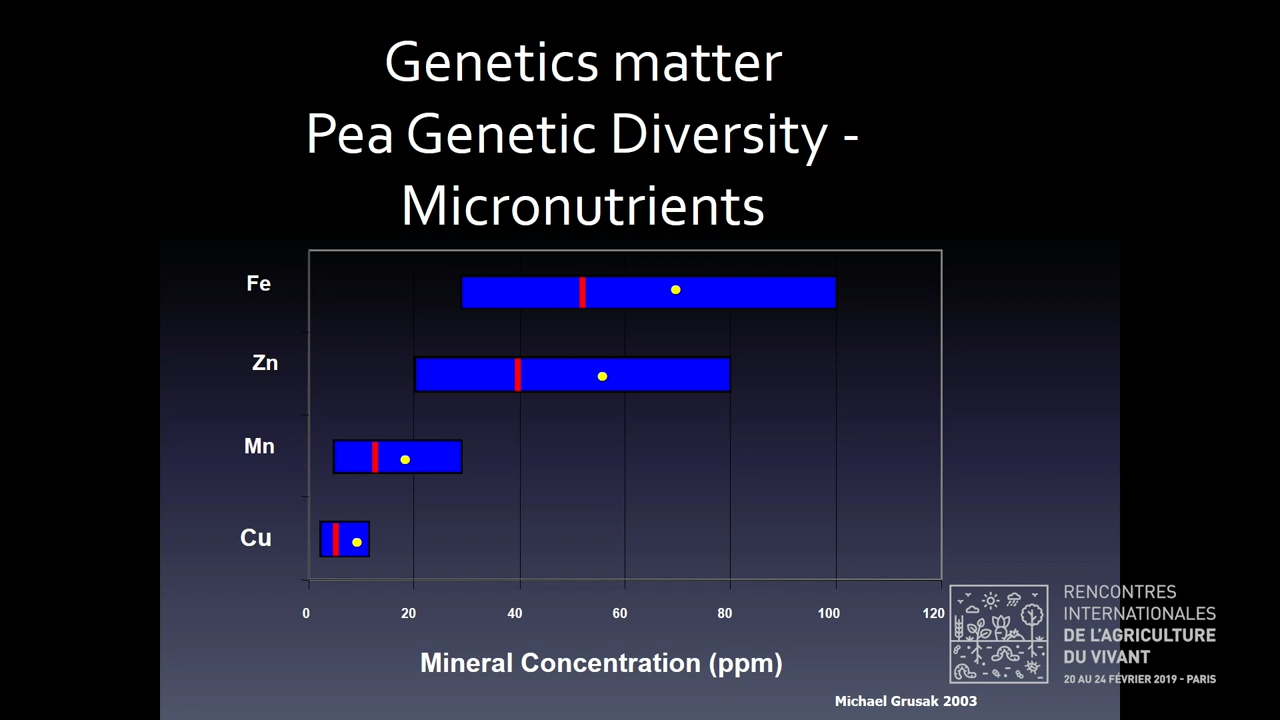 Genetics matter
Pea Genetic Diversity -
Micronutrients
Fe
Zn
Mn
Cu
0 20 40 60 80 100 120
Mineral Concentration (ppm)
Michael Grusak 2003
RENCONTRES
INTERNATIONALES
DE L'AGRICULTURE
DU VIVANT
20 AU 24 FÉVRIER 2019 - PARIS